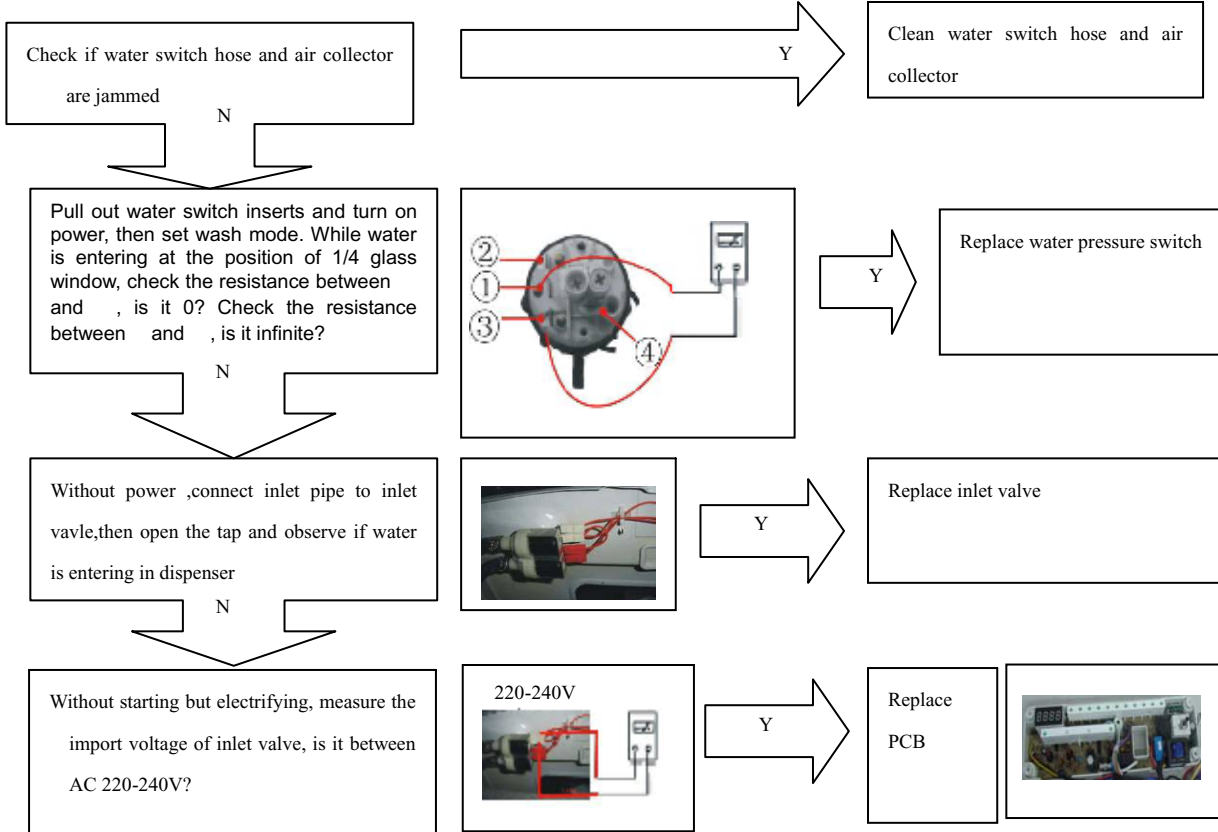 Check if water switch hose and air collector
are jammed
Y
Clean water switch hose and air
collector
N
Pull out water switch inserts and turn on
power, then set wash mode. While water
is entering at the position of 1/4 glass
window, check the resistance between
and , is it 0? Check the resistance
between and , is it infinite?
②
①
③
④
Y
Replace water pressure switch
N
Without power ,connect inlet pipe to inlet
vavle,then open the tap and observe if water
is entering in dispenser
Y
Replace inlet valve
N
Without starting but electrifying, measure the
import voltage of inlet valve, is it between
AC 220-240V?
220-240V
Y
Replace
PCB
8888